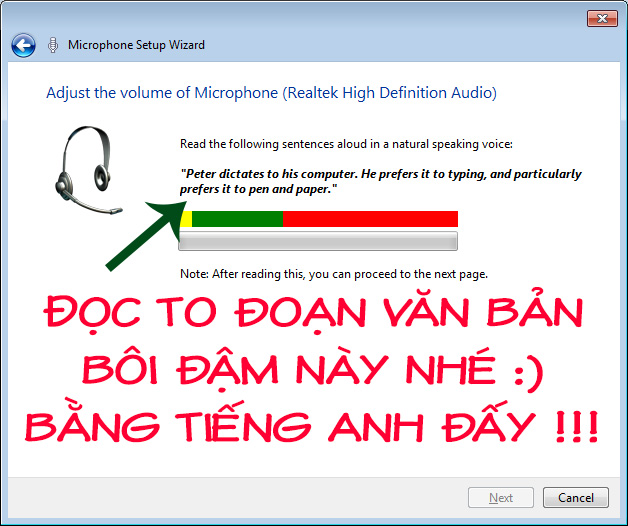 Microphone Setup Wizard
Adjust the volume of Microphone (Realtek High Definition Audio)
Read the following sentences aloud in a natural speaking voice:
"Peter dictates to his computer. He prefers it to typing, and particularly
prefers it to pen and paper."
Note: After reading this, you can proceed to the next page.
ĐỌC TO ĐOẠN VĂN BẢN
BÔI ĐẬM NÀY NHÉ :)
BẰNG TIẾNG ANH ĐẤY !!!
Next Cancel